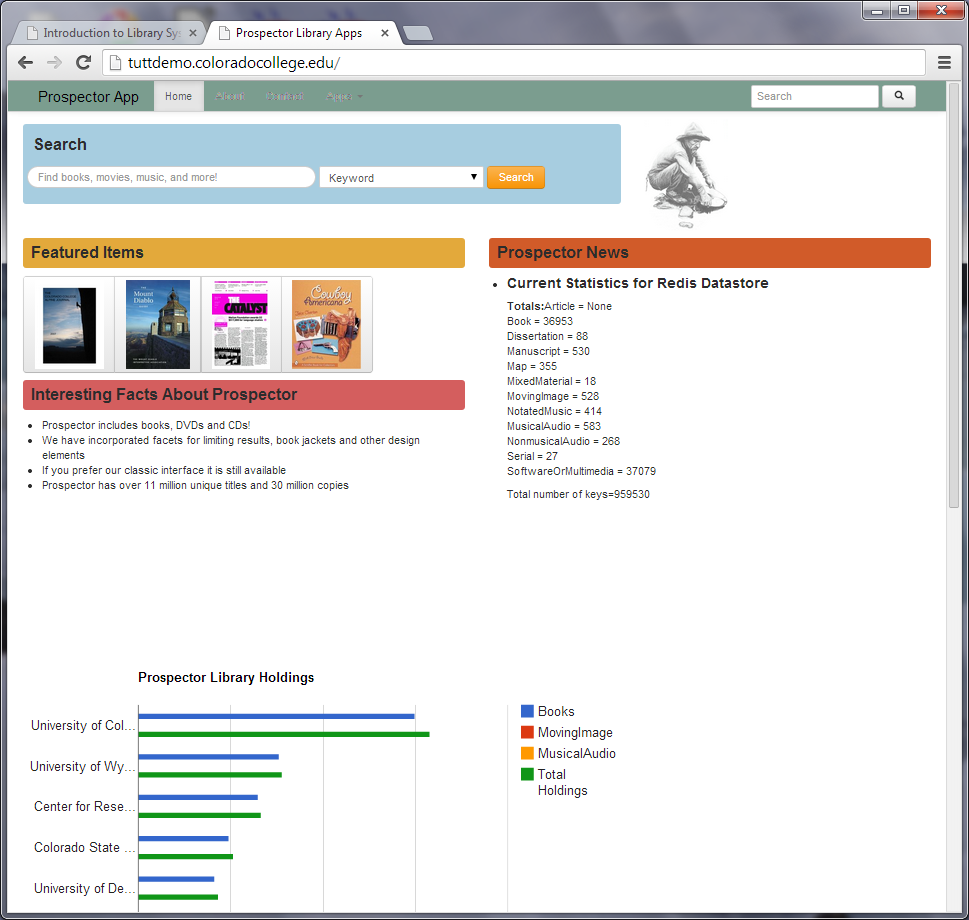 Introduction to Library Sy
Prospector Library Apps
tuttdemo.coloradocollege.edu/
Prospector App
Home
About
Contact
Apps
Search
Search
Find books, movies, music, and more!
Keyword
Search
Featured Items
Mount
Diablo
THE
CATALYST
Cowboy
Americana
Interesting Facts About Prospector
Prospector includes books, DVDs and CDs!
We have incorporated facets for limiting results, book jackets and other design
elements
If you prefer our classic interface it is still available
Prospector has over 11 million unique titles and 30 million copies
Prospector News
Current Statistics for Redis Datastore
Totals:Article = None
Book = 36953
Dissertation = 88
Manuscript = 530
Map = 355
MixedMaterial = 18
MovingImage = 528
NotatedMusic = 414
MusicalAudio = 583
NonmusicalAudio = 268
Serial = 27
SoftwareOrMultimedia = 37079
Total number of keys=959530
Prospector Library Holdings
University of Col...
University of Wy...
Center for Rese...
Colorado State ...
University of De...
Books
MovingImage
MusicalAudio
Total
Holdings